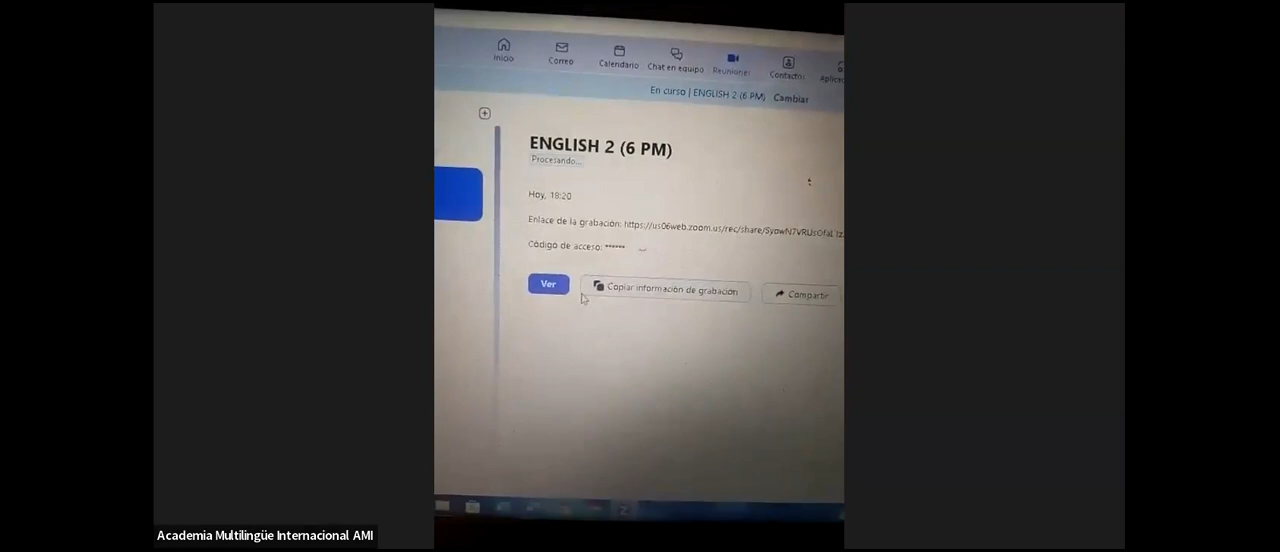 Inicio
Correo
Calendario
Chat en equipo
Reuniones
Contactos
En curso | ENGLISH 2 (6 PM) Cambiar
ENGLISH 2 (6 PM)
Procesando...
Hoy, 18:20
Enlace de la grabación: https://us06web.zoom.us/rec/share/
Código de acceso: ******
Ver
Copiar información de grabación
Compartir
Academia Multilingüe Internacional AMI